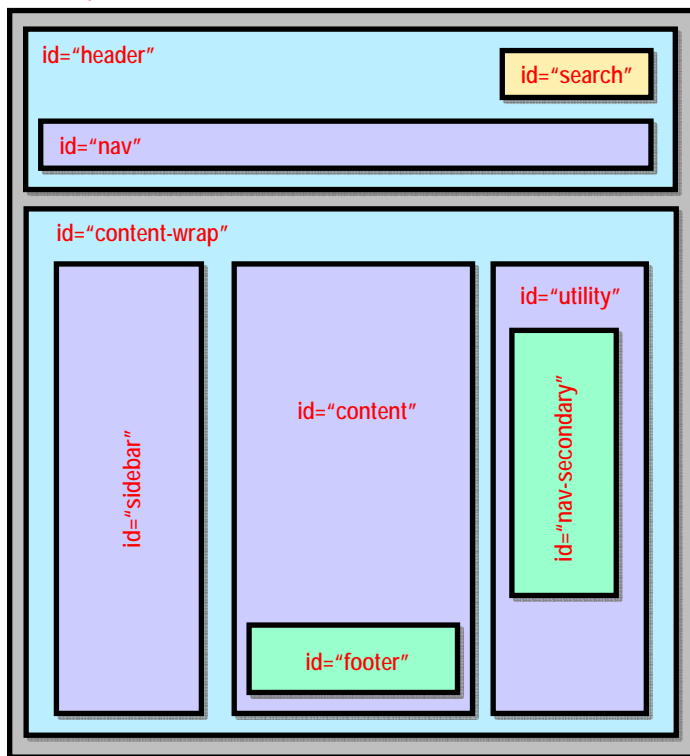 id=“header”
id=“search”
id=“nav”
id=“content-wrap”
id=“sidebar”
id=“content”
id=“footer”
id=“utility”
id=“nav-secondary”